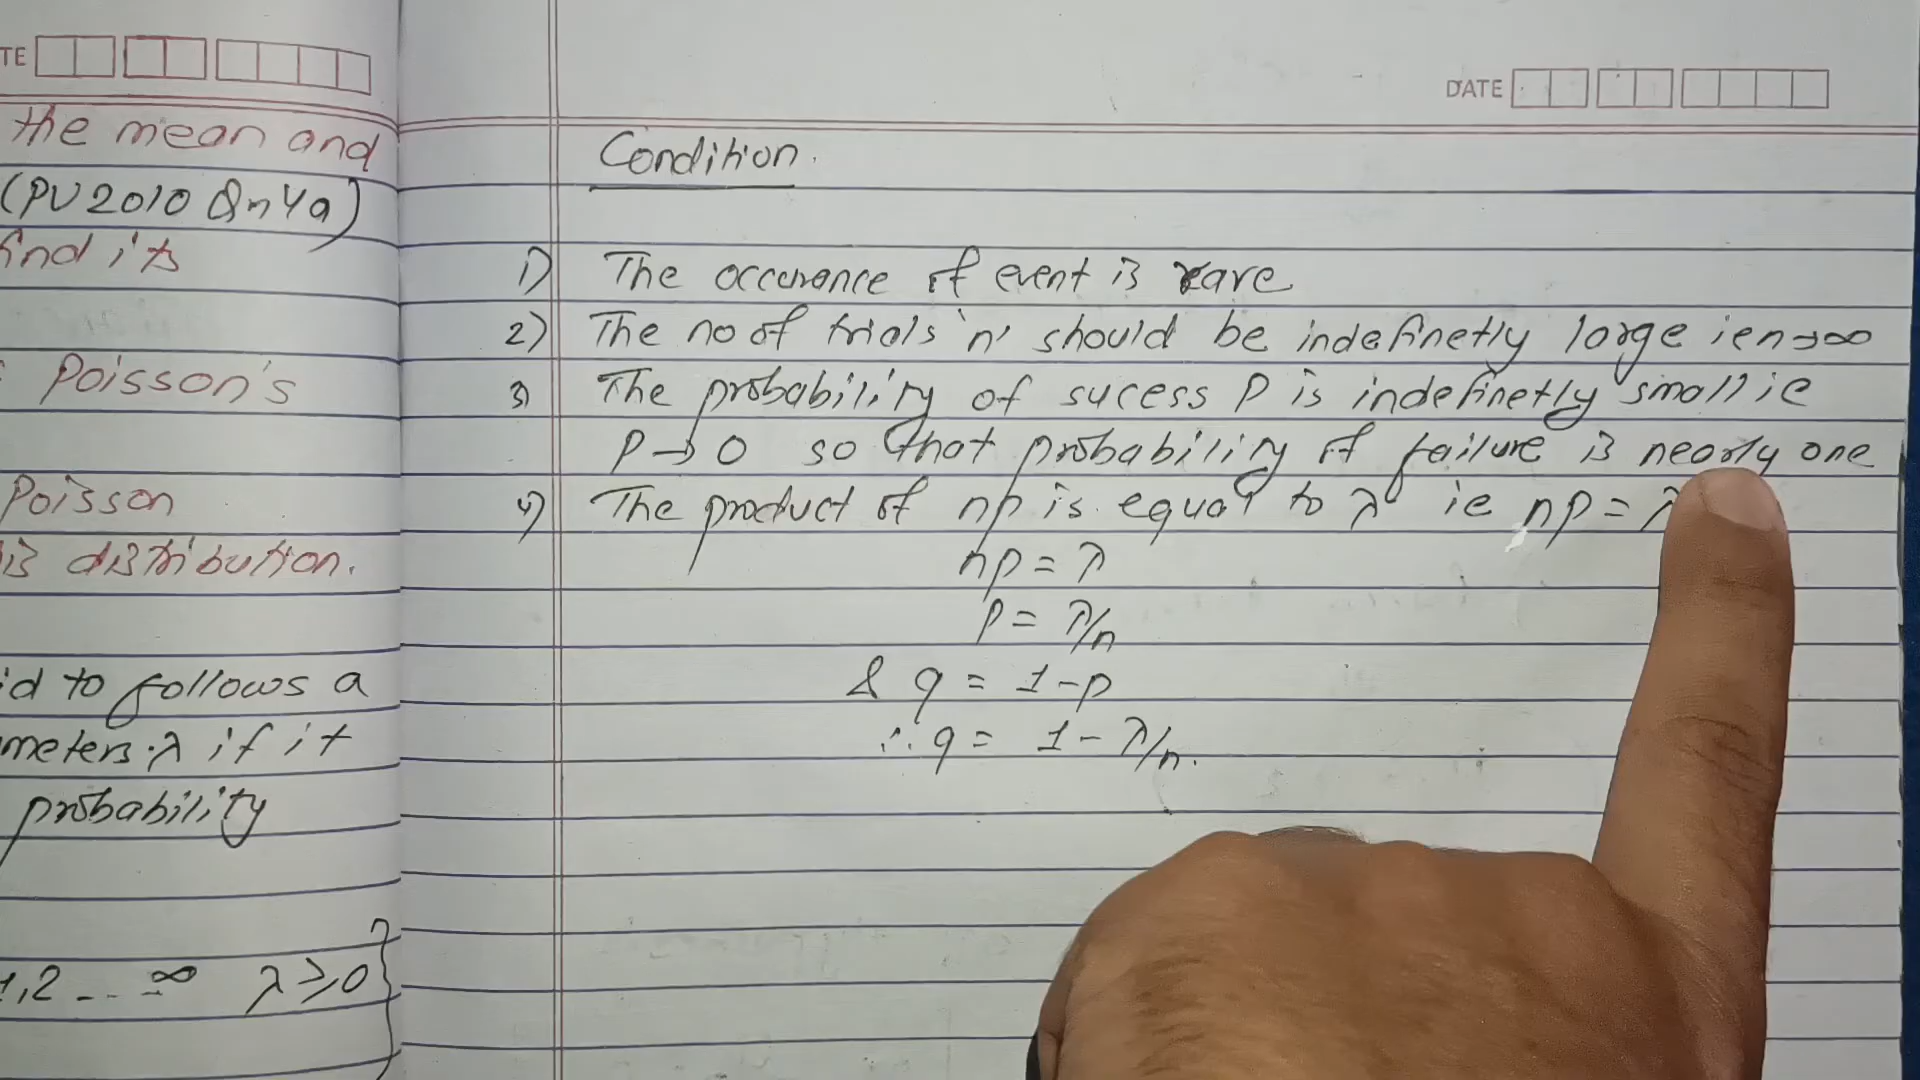 TE
the mean and
(PU 2010 Qn 4a)
find its
Poisson's
Poisson
is distribution.
id to follows a
meters λ if it
probability
1,2 -- ∞ λ ≥ 0
DATE
Condition.
1) The occurance of event is rare
2) The no of trials 'n' should be indefinetly large ie n→∞
3) The probability of sucess P is indefinetly small ie
P → 0 so that probability of failure is nearly one
4) The product of np is equal to λ ie np = λ
np = λ
p = λ/n
& q = 1-p
∴ q = 1 - λ/n.